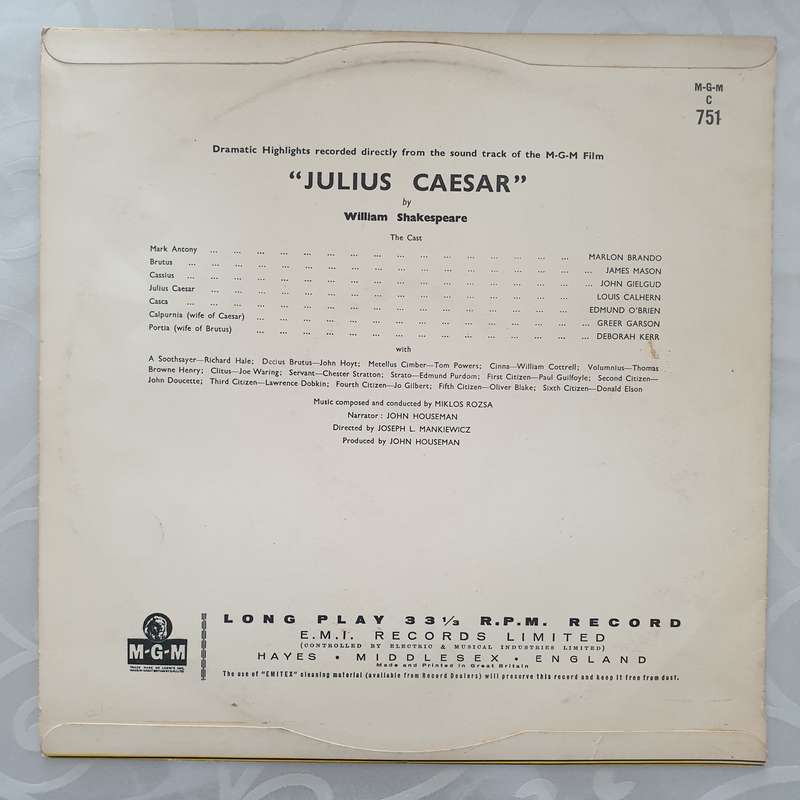 M-G-M
C
751
Dramatic Highlights recorded directly from the sound track of the M-G-M Film
“JULIUS CAESAR”
by
William Shakespeare
The Cast
Mark Antony ... ... ... ... ... ... ... ... ... ... ... ... ... ... ... ... MARLON BRANDO
Brutus ... ... ... ... ... ... ... ... ... ... ... ... ... ... ... ... ... ... JAMES MASON
Cassius ... ... ... ... ... ... ... ... ... ... ... ... ... ... ... ... ... ... JOHN GIELGUD
Julius Caesar ... ... ... ... ... ... ... ... ... ... ... ... ... ... ... ... LOUIS CALHERN
Casca ... ... ... ... ... ... ... ... ... ... ... ... ... ... ... ... ... EDMUND O'BRIEN
Calpurnia (wife of Caesar) ... ... ... ... ... ... ... ... ... ... ... ... ... ... ... GREER GARSON
Portia (wife of Brutus) ... ... ... ... ... ... ... ... ... ... ... ... ... ... ... DEBORAH KERR
with
A Soothsayer—Richard Hale; Decius Brutus—John Hoyt; Metellus Cimber—Tom Powers; Cinna—William Cottrell; Volumnius—Thomas
Browne Henry; Clitus—Joe Waring; Servant—Chester Stratton; Strato—Edmund Purdom; First Citizen—Paul Guilfoyle; Second Citizen—
John Doucette; Third Citizen—Lawrence Dobkin; Fourth Citizen—Jo Gilbert; Fifth Citizen—Oliver Blake; Sixth Citizen—Donald Elson
Music composed and conducted by MIKLOS ROZSA
Narrator : JOHN HOUSEMAN
Directed by JOSEPH L. MANKIEWICZ
Produced by JOHN HOUSEMAN
M-G-M
LONG PLAY 33 1/3 R.P.M. RECORD
E.M.I. RECORDS LIMITED
(CONTROLLED BY ELECTRIC & MUSICAL INDUSTRIES LIMITED)
HAYES • MIDDLESEX • ENGLAND
Made and Printed in Great Britain
The use of "EMITEX" cleaning material (available from Record Dealers) will preserve this record and keep it free from dust.